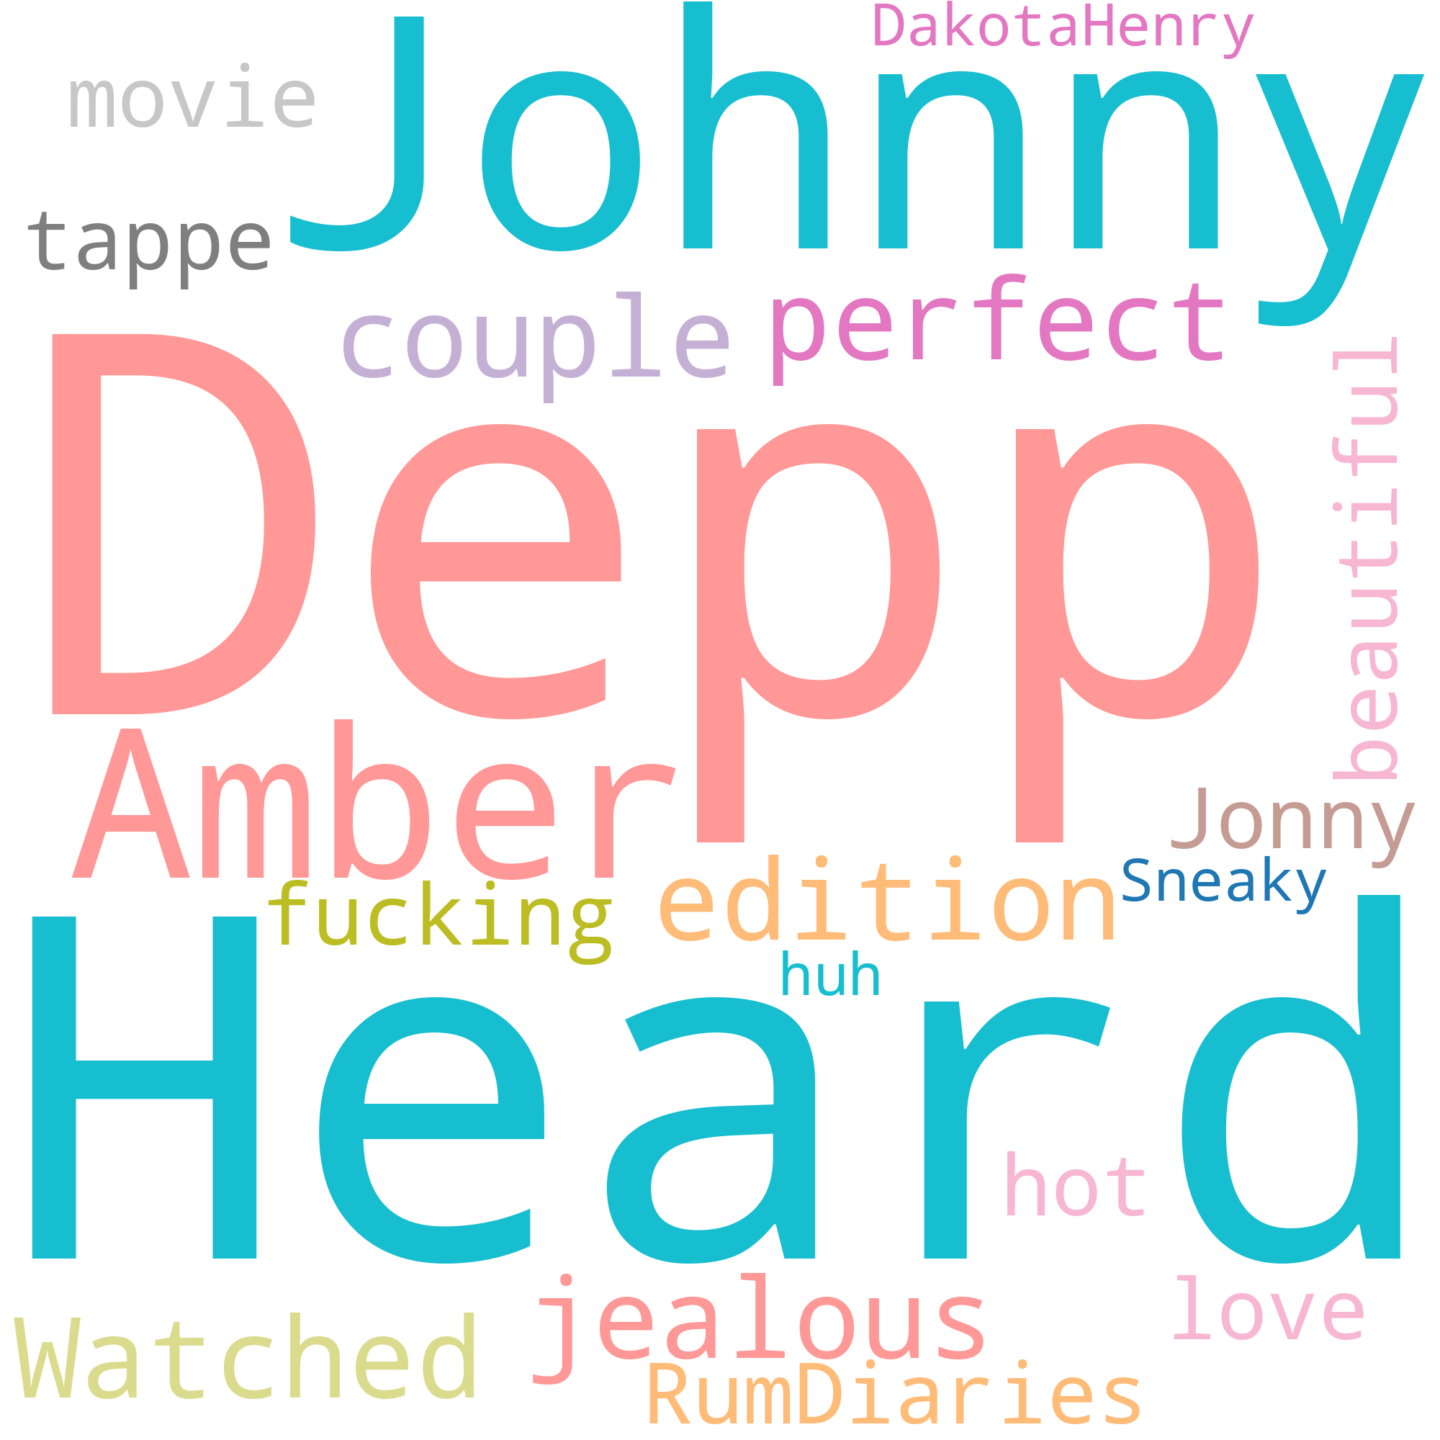 DakotaHenry
Johnny
movie
tappe
couple
perfect
beautiful
Depp
Amber
Jonny
Sneaky
edition
fucking
huh
Heard
hot
love
jealous
Watched
RumDiaries